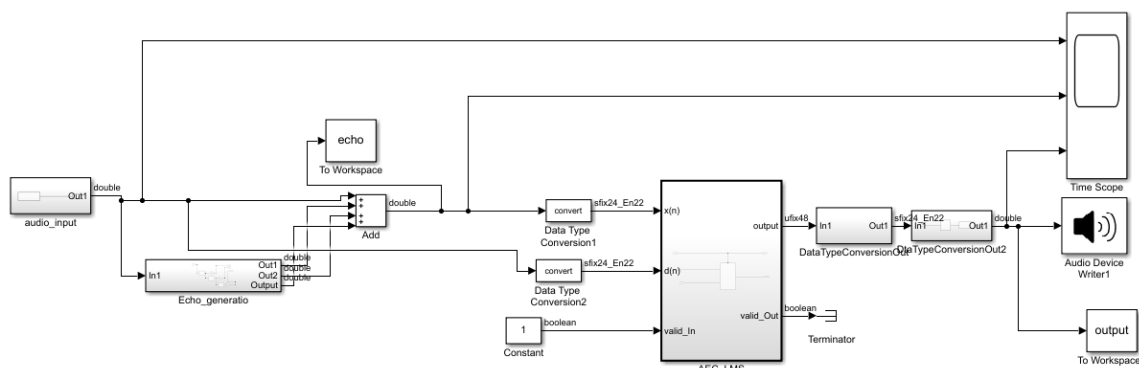 echo
To Workspace
double
Out1
audio_input
+
+
+
+
Add
double
convert
sfix24_En22
Data Type
Conversion1
x(n)
output
ufix48
In1
Out1
DataTypeConversionOut
sfix24_En22
In1
double
Time Scope
Audio Device
Writer1
double
double
double
In1
Out1
Out2
Output
Echo_generatio
convert
sfix24_En22
Data Type
Conversion2
d(n)
boolean
valid_Out
Terminator
1
boolean
Constant
valid_In
output
To Workspace